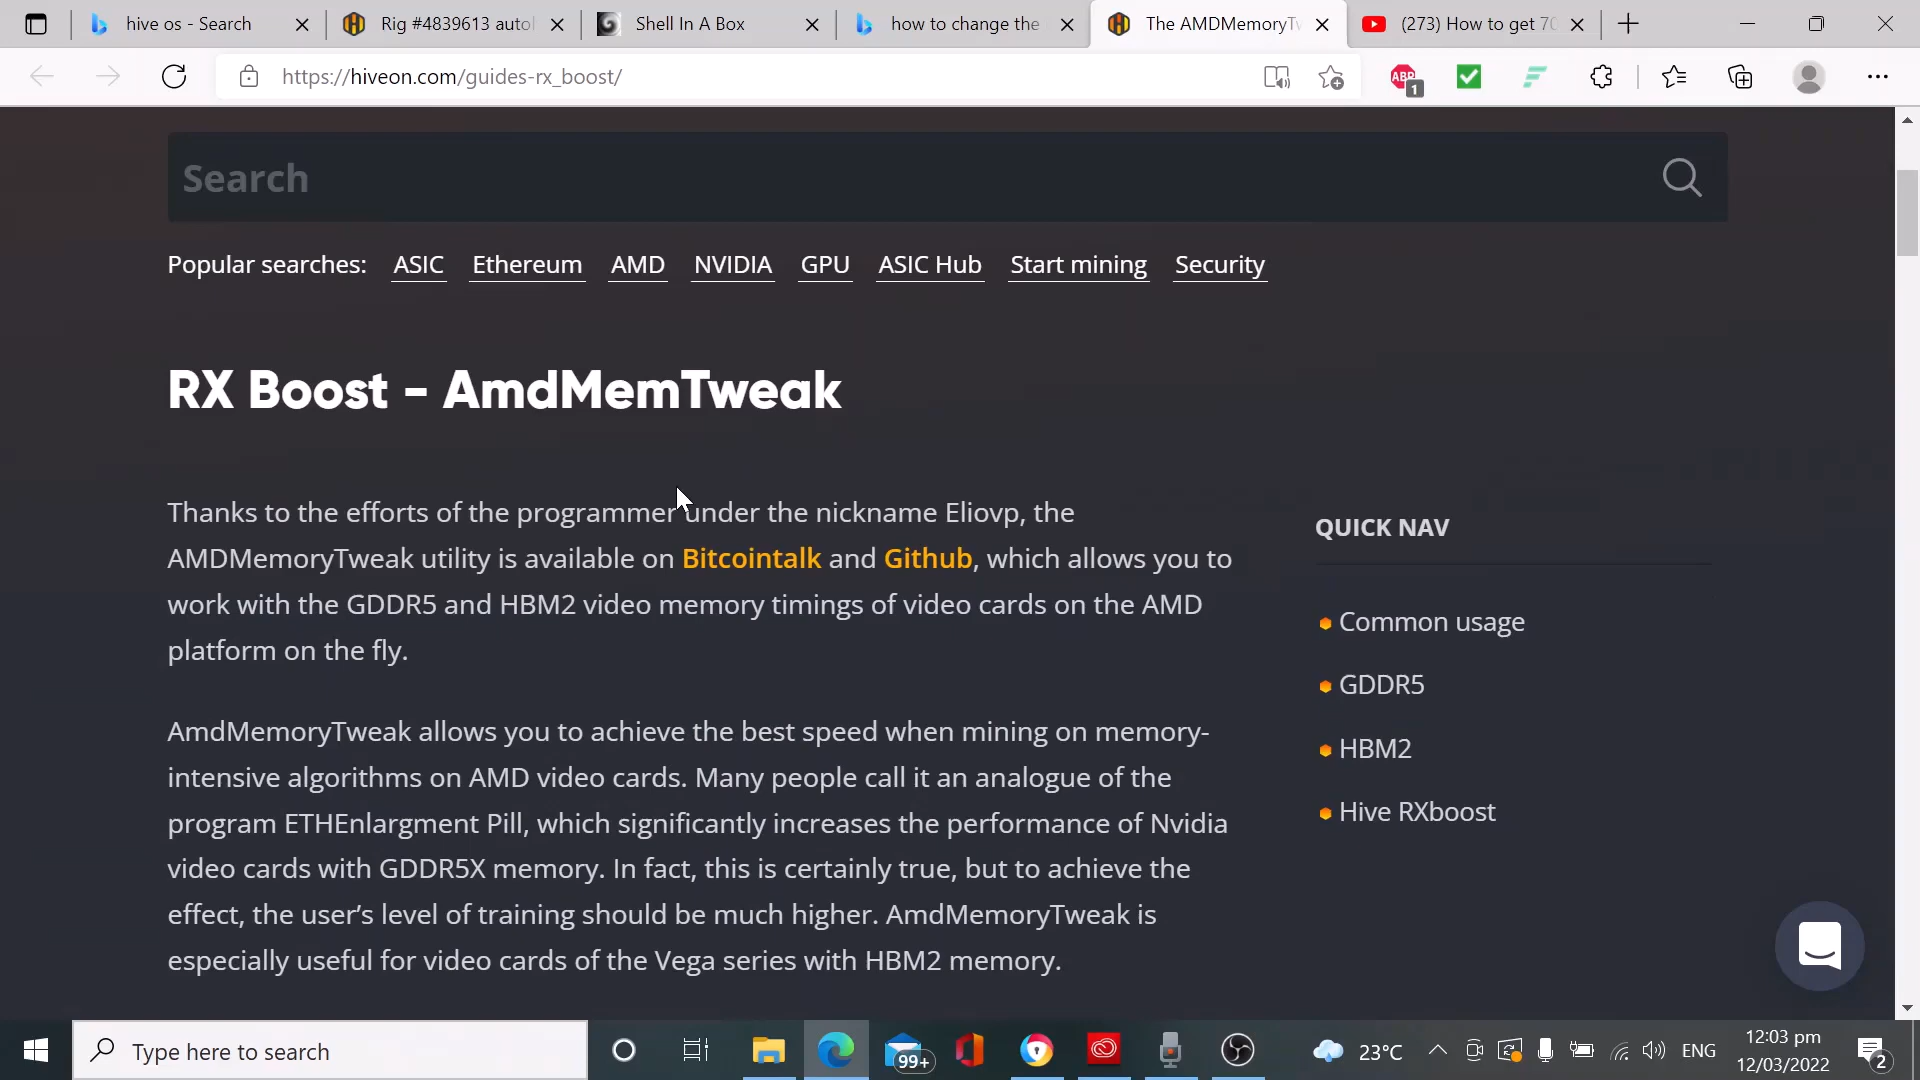 hive os - Search
Rig #4839613 autol
Shell In A Box
how to change the
The AMDMemoryTw
(273) How to get 70
https://hiveon.com/guides-rx_boost/
ABP
1
Search
Popular searches: ASIC Ethereum AMD NVIDIA GPU ASIC Hub Start mining Security
RX Boost - AmdMemTweak
Thanks to the efforts of the programmer under the nickname Eliovp, the
AMDMemoryTweak utility is available on Bitcointalk and Github, which allows you to
work with the GDDR5 and HBM2 video memory timings of video cards on the AMD
platform on the fly.
AmdMemoryTweak allows you to achieve the best speed when mining on memory-
intensive algorithms on AMD video cards. Many people call it an analogue of the
program ETHEnlargment Pill, which significantly increases the performance of Nvidia
video cards with GDDR5X memory. In fact, this is certainly true, but to achieve the
effect, the user's level of training should be much higher. AmdMemoryTweak is
especially useful for video cards of the Vega series with HBM2 memory.
QUICK NAV
Common usage
GDDR5
HBM2
Hive RXboost
Type here to search
99+
23°C
ENG
12:03 pm
12/03/2022
2